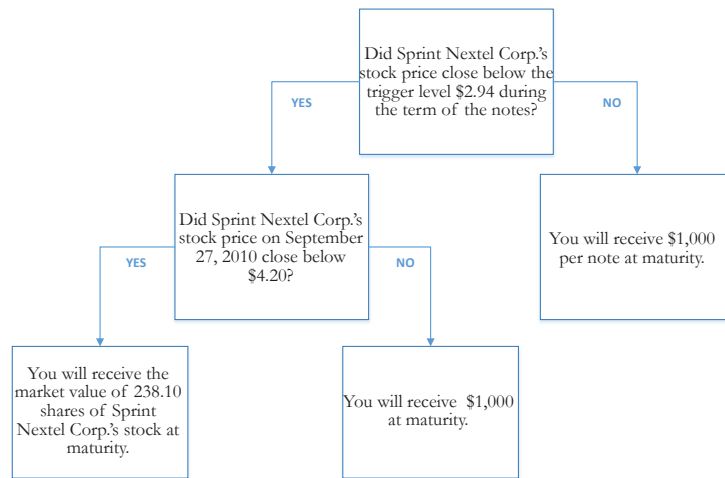 Did Sprint Nextel Corp.'s
stock price close below the
trigger level $2.94 during
the term of the notes?
YES
NO
Did Sprint Nextel Corp.'s
stock price on September
27, 2010 close below
$4.20?
You will receive $1,000
per note at maturity.
YES
NO
You will receive the
market value of 238.10
shares of Sprint
Nextel Corp.'s stock at
maturity.
You will receive $1,000
at maturity.